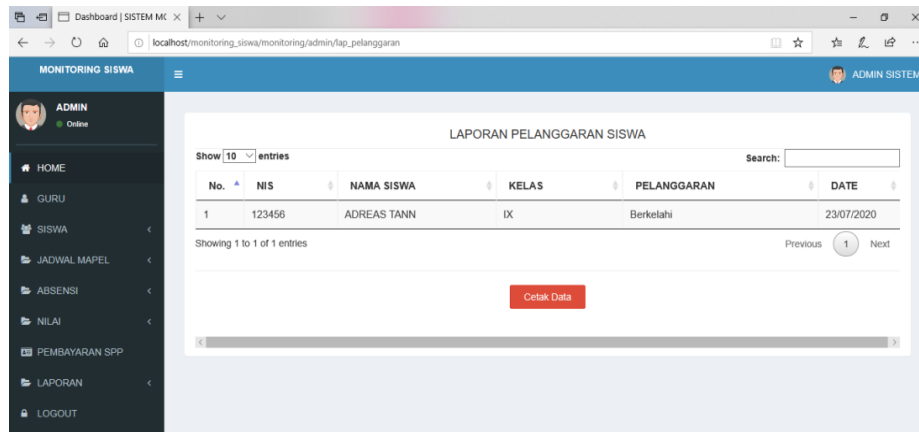 Dashboard | SISTEM MC
localhost/monitoring_siswa/monitoring/admin/lap_pelanggaran
MONITORING SISWA
ADMIN SISTEM
ADMIN
Online
HOME
GURU
SISWA
JADWAL MAPEL
ABSENSI
NILAI
PEMBAYARAN SPP
LAPORAN
LOGOUT
LAPORAN PELANGGARAN SISWA
Show 10 entries Search:
No. NIS NAMA SISWA KELAS PELANGGARAN DATE
1 123456 ADREAS TANN IX Berkelahi 23/07/2020
Showing 1 to 1 of 1 entries Previous 1 Next
Cetak Data